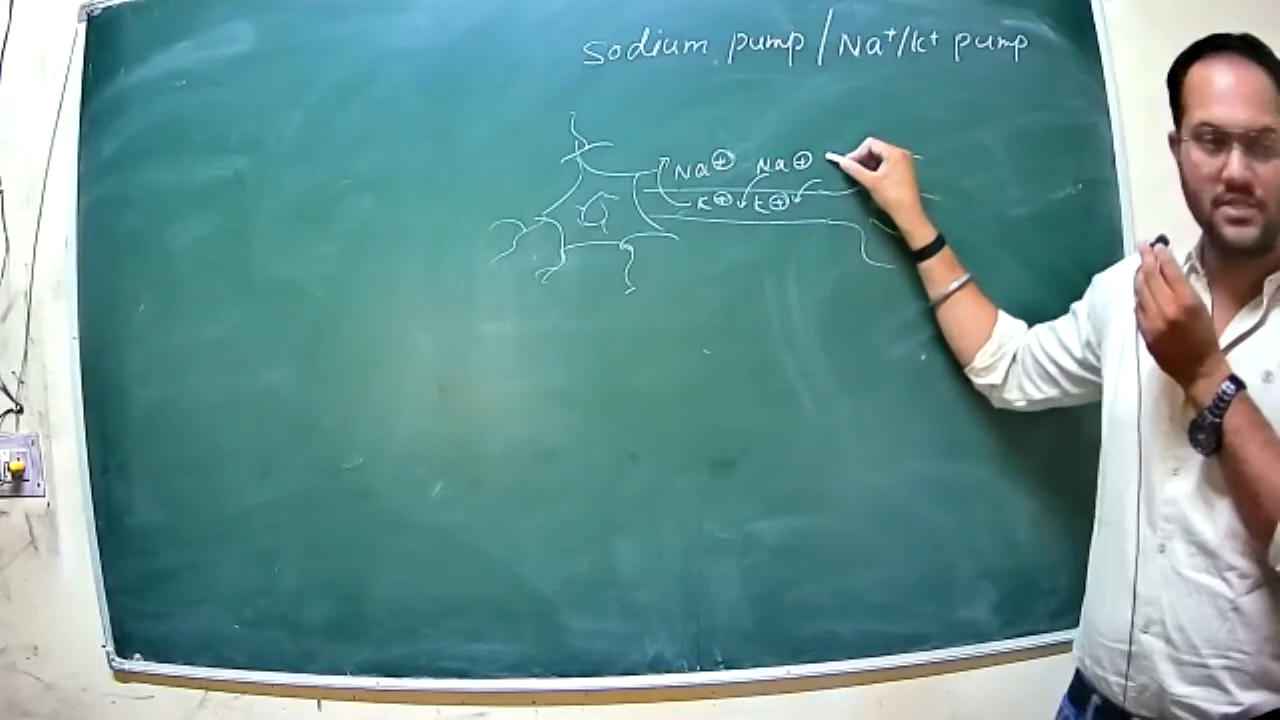 Sodium pump / Na⁺/K⁺ pump
Na⊕ Na⊕
K⊕ K⊕